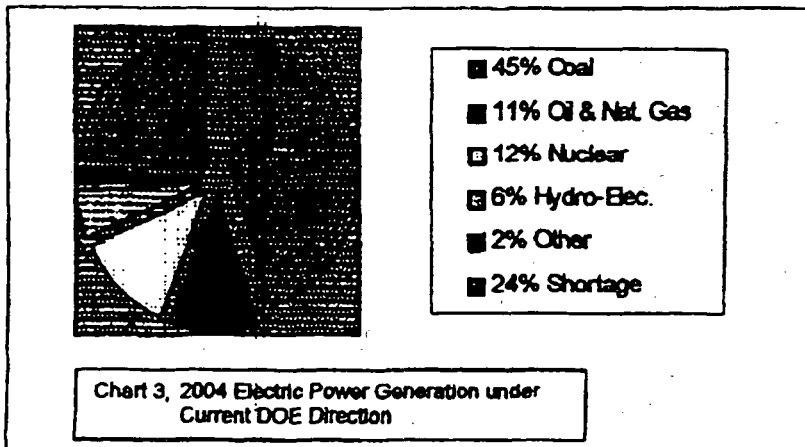 45% Coal
11% Oil & Nat. Gas
12% Nuclear
6% Hydro-Elec.
2% Other
24% Shortage
Chart 3, 2004 Electric Power Generation under
Current DOE Direction